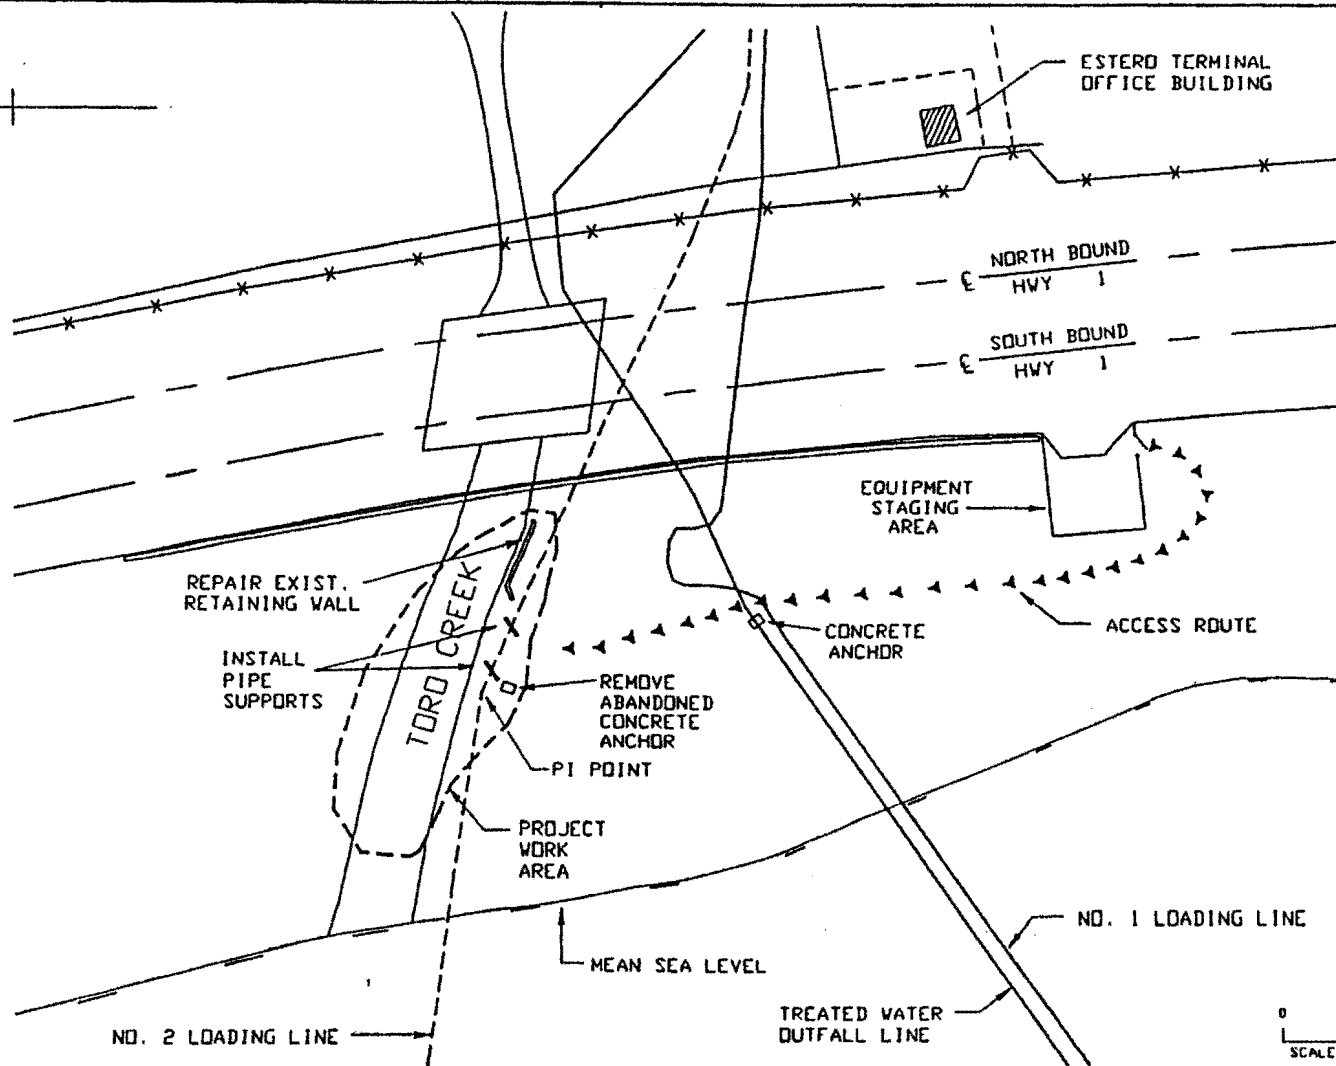 ESTERO TERMINAL
OFFICE BUILDING
NORTH BOUND
HWY 1
SOUTH BOUND
HWY 1
EQUIPMENT
STAGING
AREA
REPAIR EXIST.
RETAINING WALL
TORO CREEK
INSTALL
PIPE
SUPPORTS
CONCRETE
ANCHOR
ACCESS ROUTE
REMOVE
ABANDONED
CONCRETE
ANCHOR
PI POINT
PROJECT
WORK
AREA
MEAN SEA LEVEL
NO. 1 LOADING LINE
TREATED WATER
OUTFALL LINE
NO. 2 LOADING LINE
0
SCALE